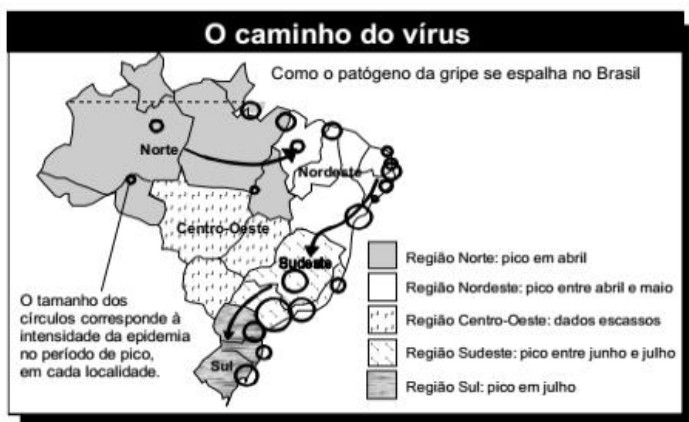 O caminho do vírus
Como o patógeno da gripe se espalha no Brasil
Norte
Nordeste
Centro-Oeste
Sudeste
Sul
O tamanho dos
círculos corresponde à
intensidade da epidemia
no período de pico,
em cada localidade.
Região Norte: pico em abril
Região Nordeste: pico entre abril e maio
Região Centro-Oeste: dados escassos
Região Sudeste: pico entre junho e julho
Região Sul: pico em julho